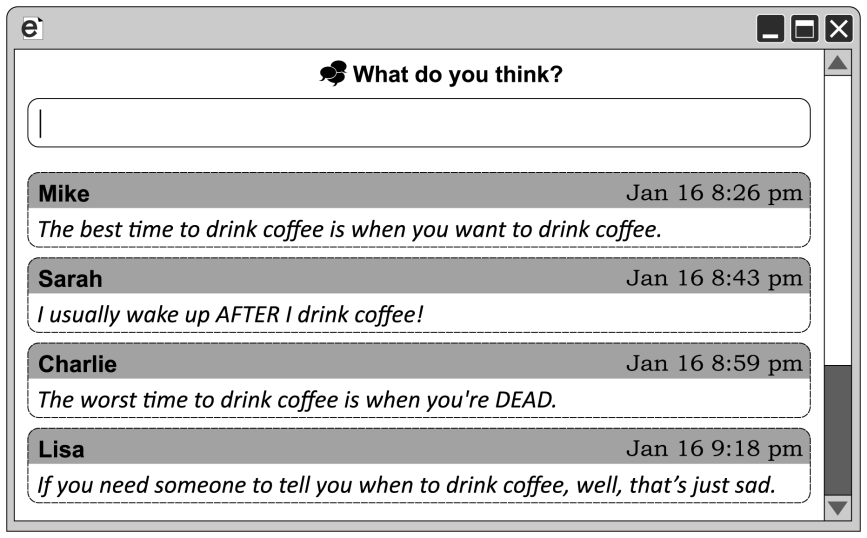 What do you think?
Mike Jan 16 8:26 pm
The best time to drink coffee is when you want to drink coffee.
Sarah Jan 16 8:43 pm
I usually wake up AFTER I drink coffee!
Charlie Jan 16 8:59 pm
The worst time to drink coffee is when you're DEAD.
Lisa Jan 16 9:18 pm
If you need someone to tell you when to drink coffee, well, that’s just sad.